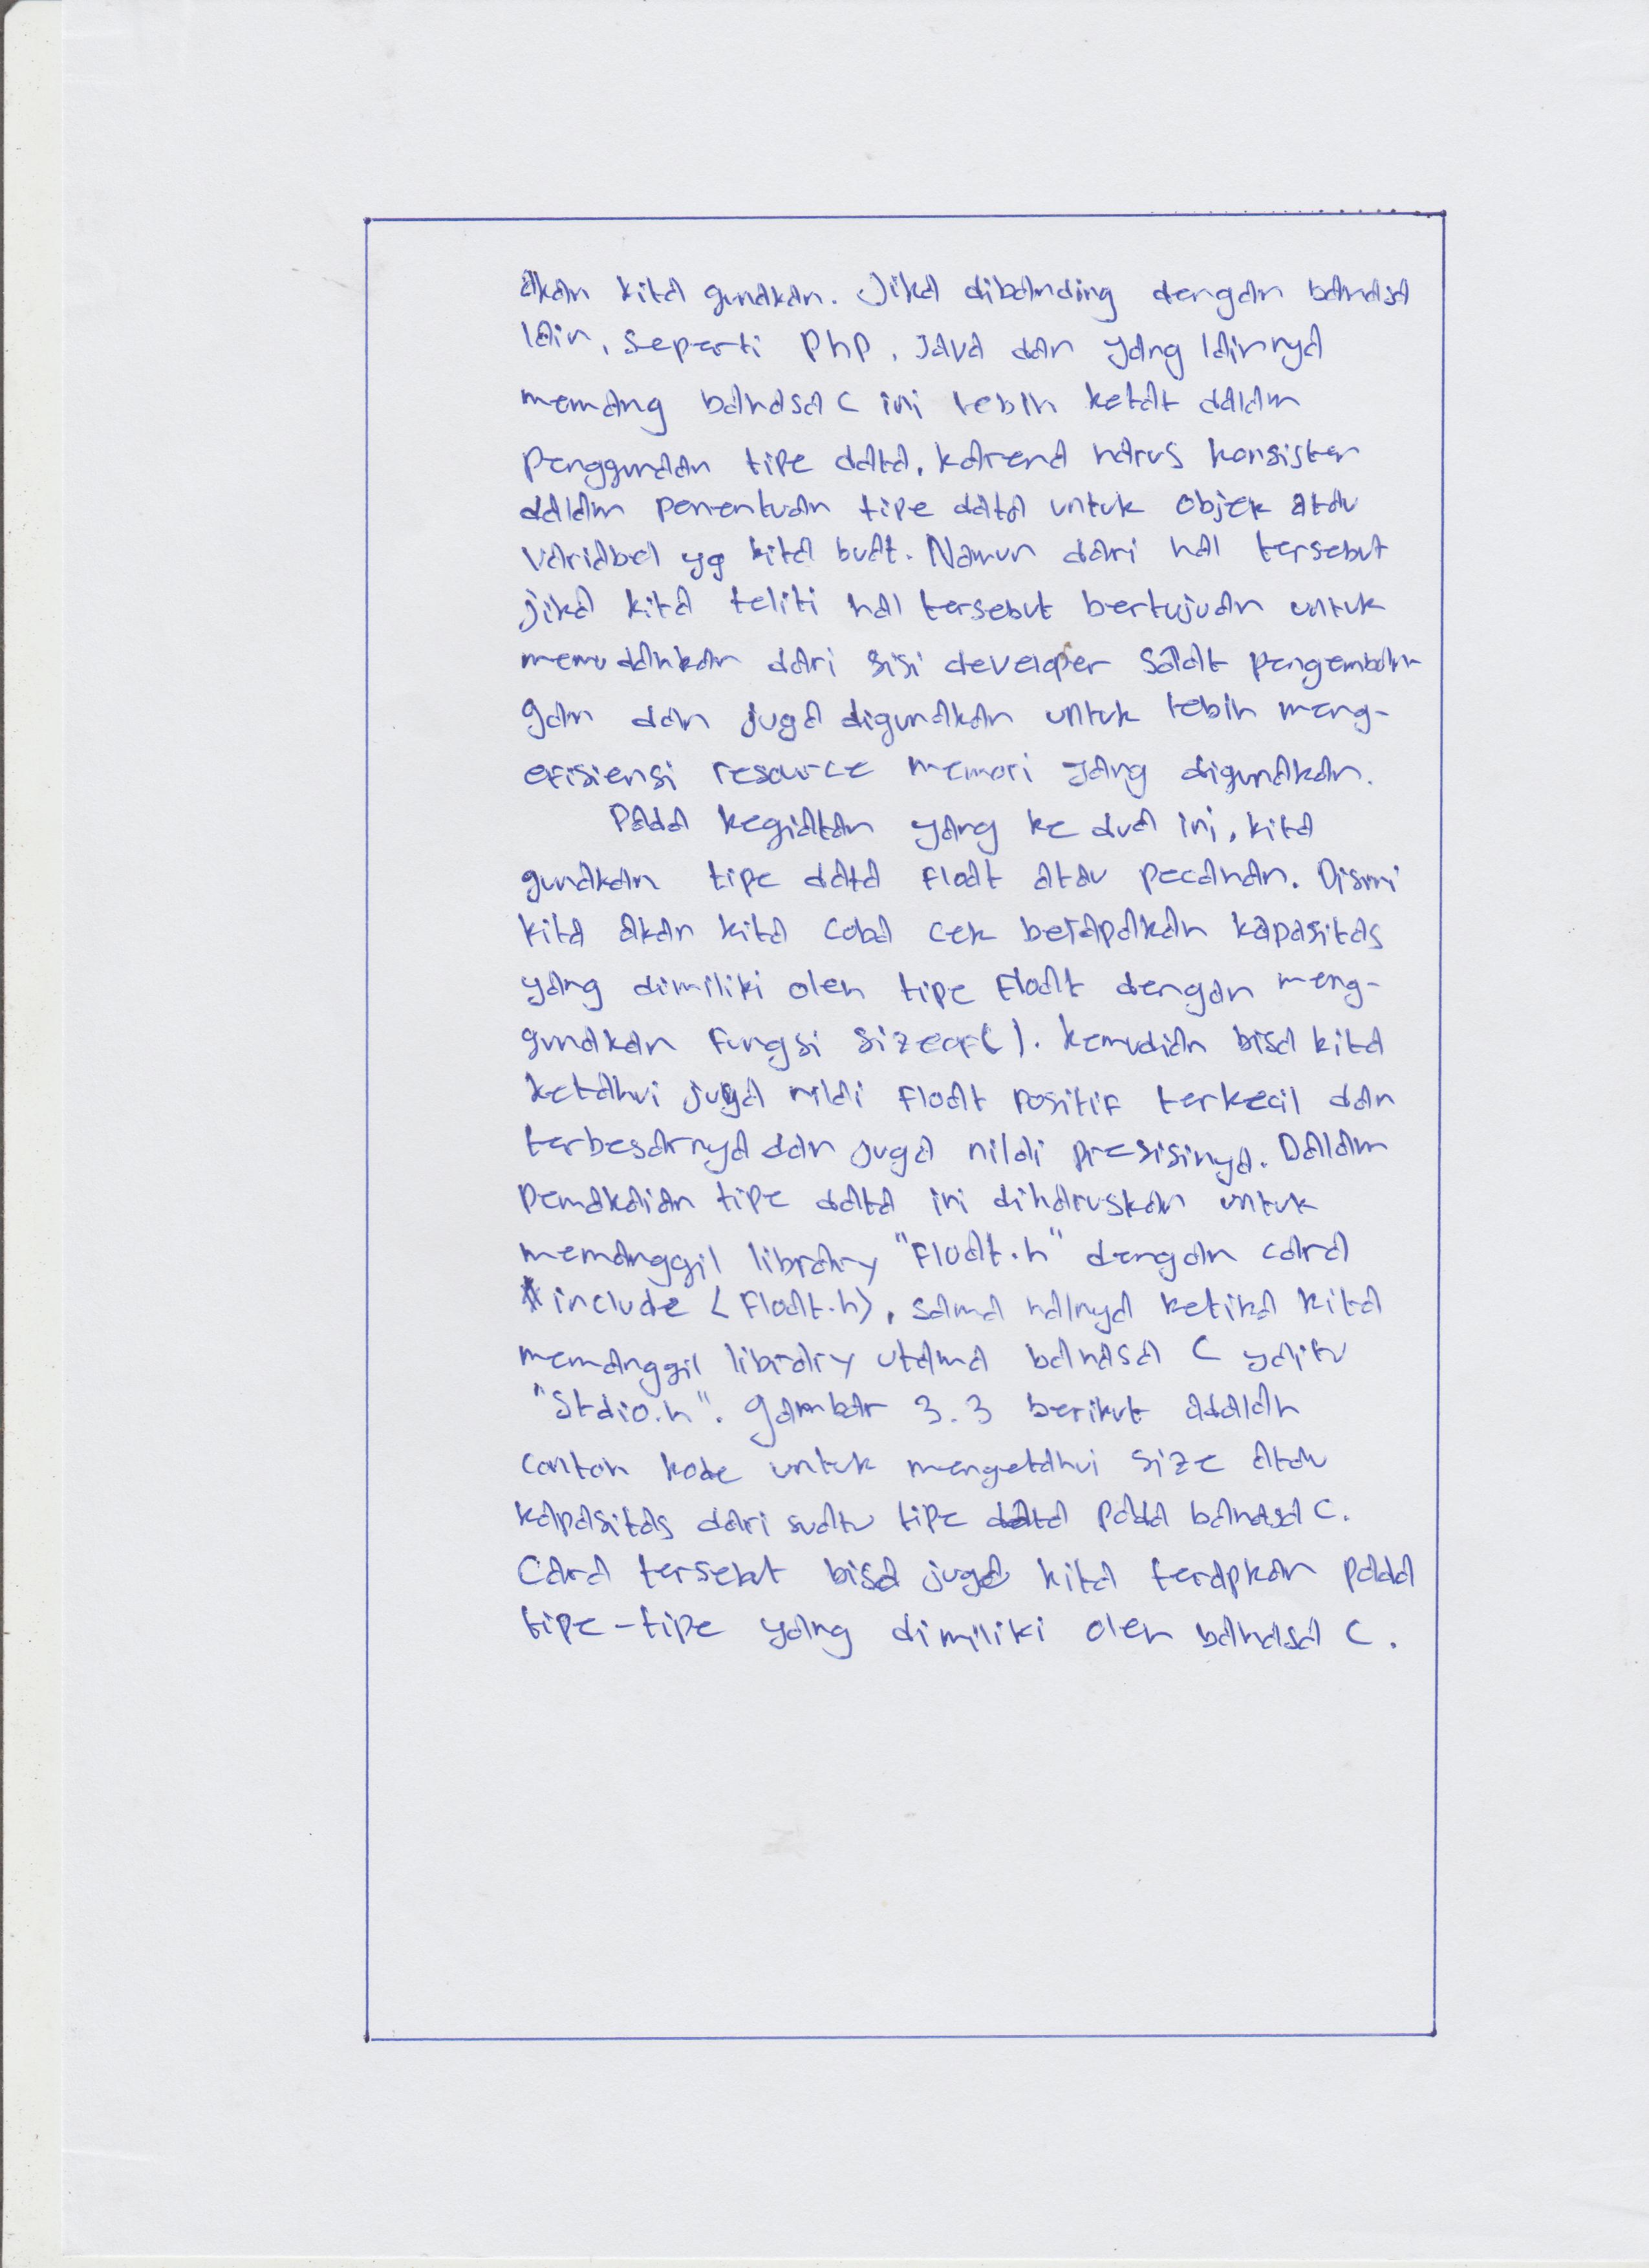 akan kita gunakan. Jika dibanding dengan bahasa
lain, seperti PhP, Java dan yang lainnya
memang bahasa C ini lebih ketat dalam
penggunaan tipe data, karena harus konsisten
dalam penentuan tipe data untuk objek atau
variabel yg kita buat. Namun dari hal tersebut
jika kita teliti hal tersebut bertujuan untuk
memudahkan dari sisi developer saat pengemban-
gan dan juga digunakan untuk lebih meng-
efisiensi resource memori yang digunakan.
Pada kegiatan yang ke dua ini, kita
gunakan tipe data float atau pecahan. Disini
kita akan kita coba cek berapakah kapasitas
yang dimiliki oleh tipe float dengan meng-
gunakan fungsi sizeof(). Kemudian bisa kita
ketahui juga nilai float positif terkecil dan
terbesarnya dan juga nilai presisinya. Dalam
pemakaian tipe data ini diharuskan untuk
memanggil library "float.h" dengan cara
#include <float.h>, sama halnya ketika kita
memanggil library utama bahasa C yaitu
"Stdio.h". Gambar 3.3 berikut adalah
contoh kode untuk mengetahui size atau
kapasitas dari suatu tipe data pada bahasa C.
Cara tersebut bisa juga kita terapkan pada
tipe-tipe yang dimiliki oleh bahasa C.